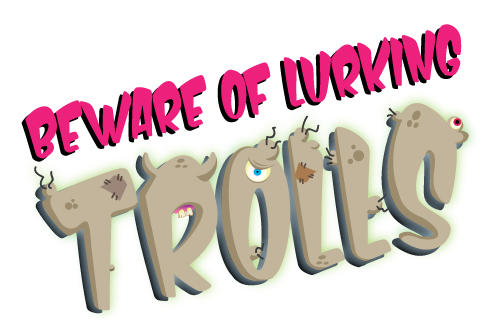 BEWARE OF LURKING
TROLLS